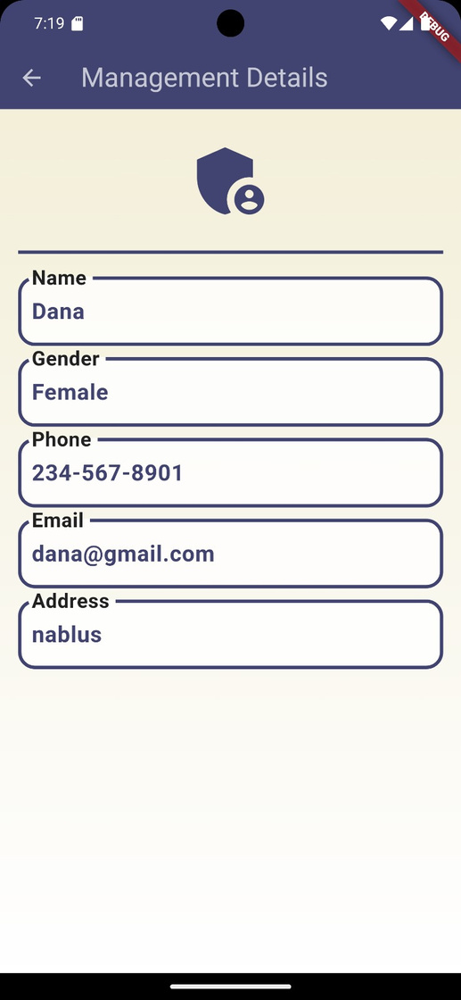 7:19
DEBUG
Management Details
Name
Dana
Gender
Female
Phone
234-567-8901
Email
dana@gmail.com
Address
nablus